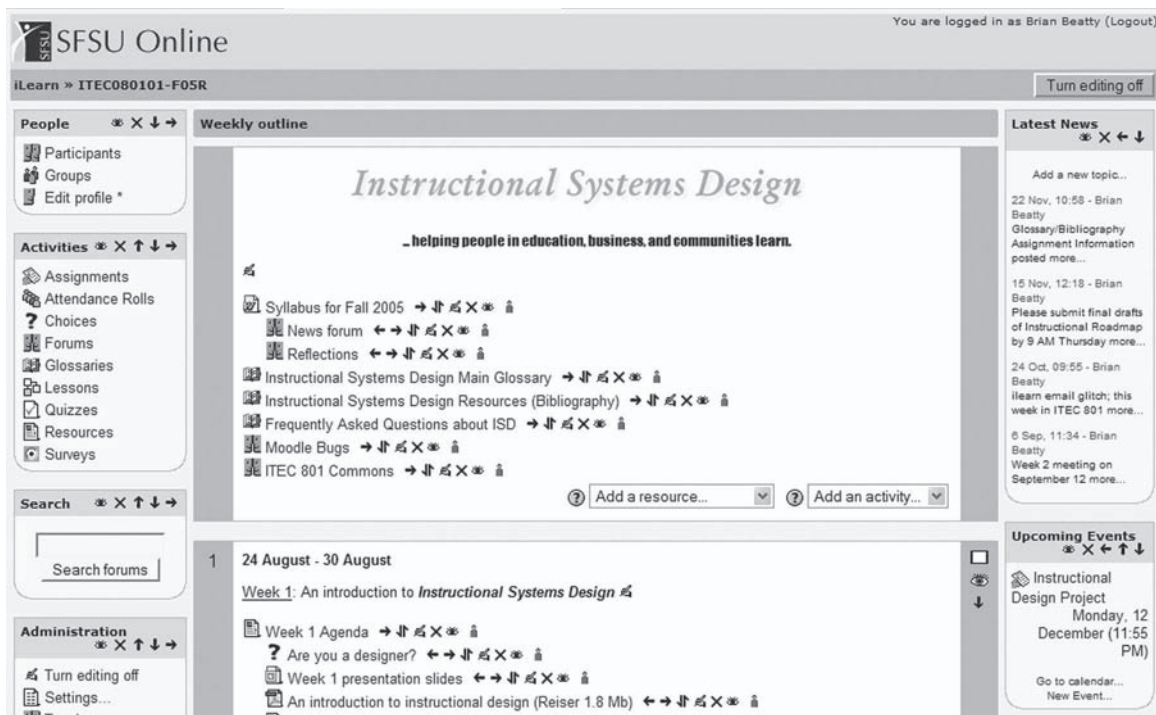 You are logged in as Brian Beatty (Logout)
SFSU
SFSU Online
iLearn » ITEC080101-F05R
Turn editing off
People
Participants
Groups
Edit profile *
Activities
Assignments
Attendance Rolls
? Choices
Forums
Glossaries
Lessons
Quizzes
Resources
Surveys
Search
Search forums
Administration
Turn editing off
Settings...
Weekly outline
Instructional Systems Design
... helping people in education, business, and communities learn.
Syllabus for Fall 2005
News forum
Reflections
Instructional Systems Design Main Glossary
Instructional Systems Design Resources (Bibliography)
Frequently Asked Questions about ISD
Moodle Bugs
ITEC 801 Commons
? Add a resource... ? Add an activity...
1 24 August - 30 August
Week 1: An introduction to Instructional Systems Design
Week 1 Agenda
? Are you a designer?
Week 1 presentation slides
An introduction to instructional design (Reiser 1.8 Mb)
Latest News
Add a new topic...
22 Nov, 10:58 - Brian
Beatty
Glossary/Bibliography
Assignment Information
posted more...
15 Nov, 12:18 - Brian
Beatty
Please submit final drafts
of Instructional Roadmap
by 9 AM Thursday more...
24 Oct, 09:55 - Brian
Beatty
ilearn email glitch; this
week in ITEC 801 more...
6 Sep, 11:34 - Brian
Beatty
Week 2 meeting on
September 12 more...
Upcoming Events
Instructional
Design Project
Monday, 12
December (11:55
PM)
Go to calendar...
New Event...